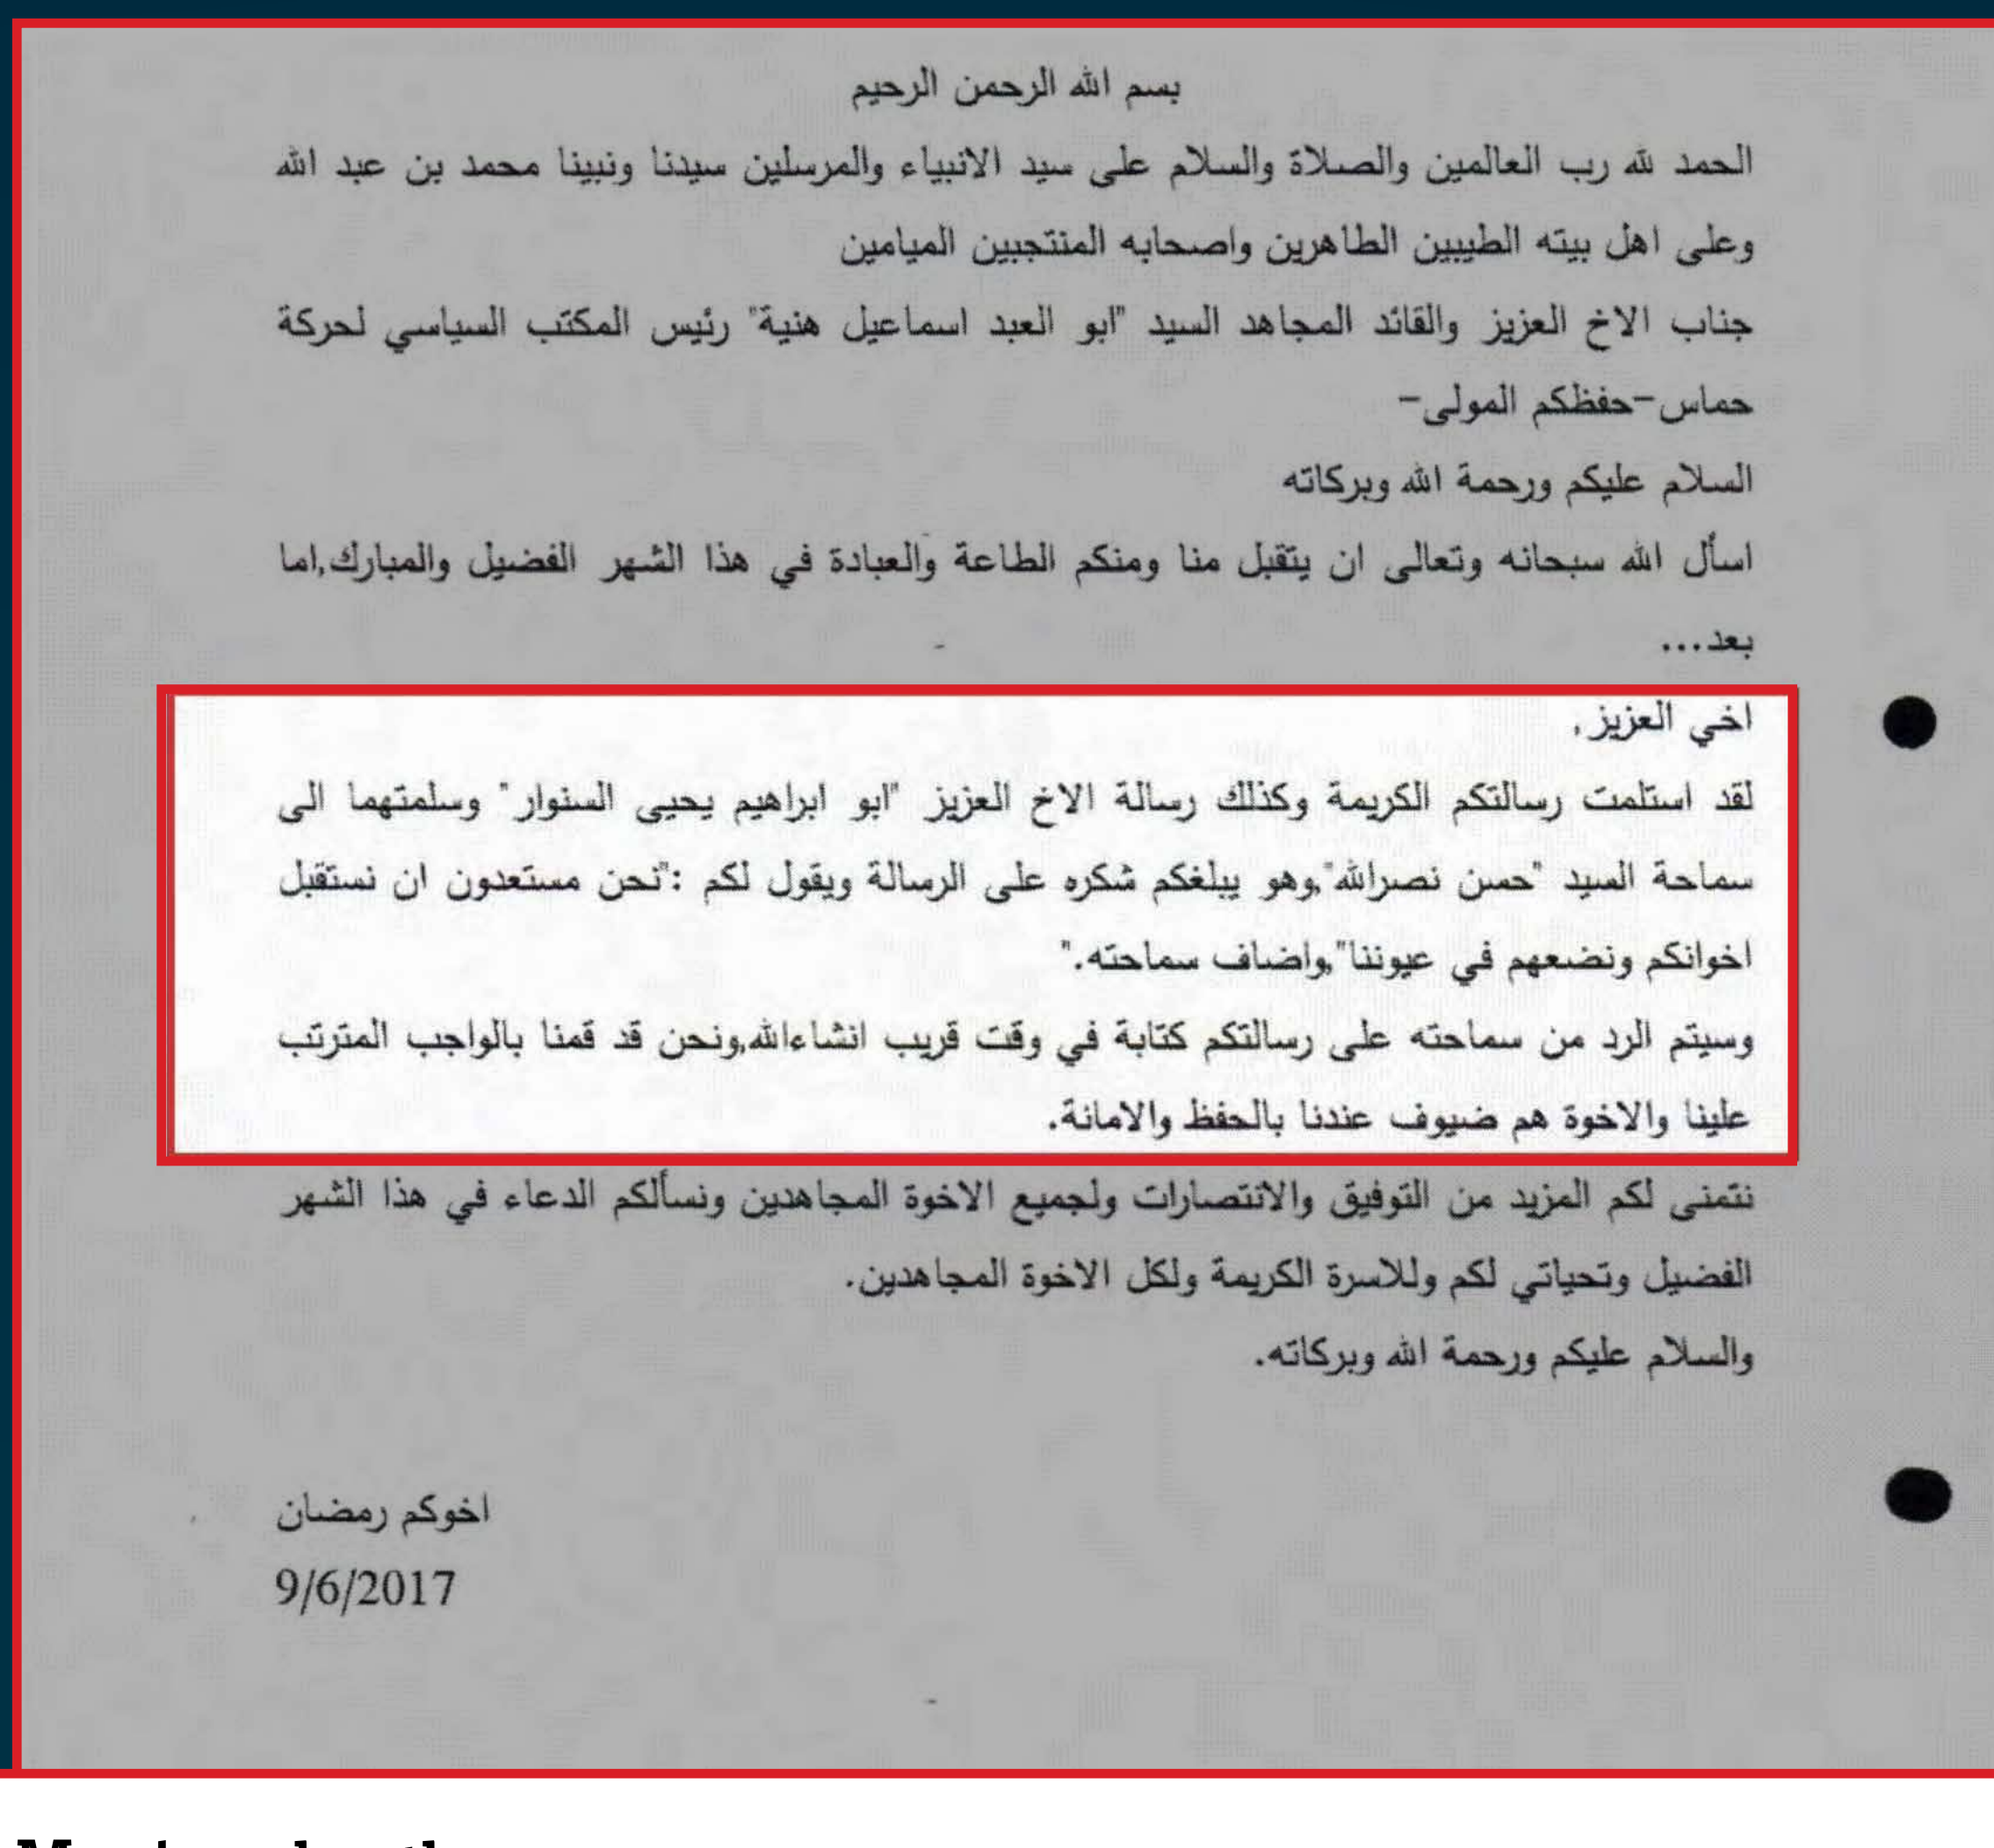 بسم الله الرحمن الرحيم
الحمد لله رب العالمين والصلاة والسلام على سيد الانبياء والمرسلين سيدنا ونبينا محمد بن عبد الله
وعلى اهل بيته الطيبين الطاهرين واصحابه المنتجبين الميامين
جناب الاخ العزيز والقائد المجاهد السيد "ابو العبد اسماعيل هنية" رئيس المكتب السياسي لحركة
حماس-حفظكم المولى-
السلام عليكم ورحمة الله وبركاته
اسأل الله سبحانه وتعالى ان يتقبل منا ومنكم الطاعة والعبادة في هذا الشهر الفضيل والمبارك,اما
بعد...
اخي العزيز,
لقد استلمت رسالتكم الكريمة وكذلك رسالة الاخ العزيز "ابو ابراهيم يحيى السنوار" وسلمتهما الى
سماحة السيد "حسن نصرالله",وهو يبلغكم شكره على الرسالة ويقول لكم :"نحن مستعدون ان نستقبل
اخوانكم ونضعهم في عيوننا",واضاف سماحته."
وسيتم الرد من سماحته على رسالتكم كتابة في وقت قريب انشاءالله,ونحن قد قمنا بالواجب المترتب
علينا والاخوة هم ضيوف عندنا بالحفظ والامانة.
نتمنى لكم المزيد من التوفيق والانتصارات ولجميع الاخوة المجاهدين ونسألكم الدعاء في هذا الشهر
الفضيل وتحياتي لكم وللاسرة الكريمة ولكل الاخوة المجاهدين.
والسلام عليكم ورحمة الله وبركاته.
اخوكم رمضان
9/6/2017